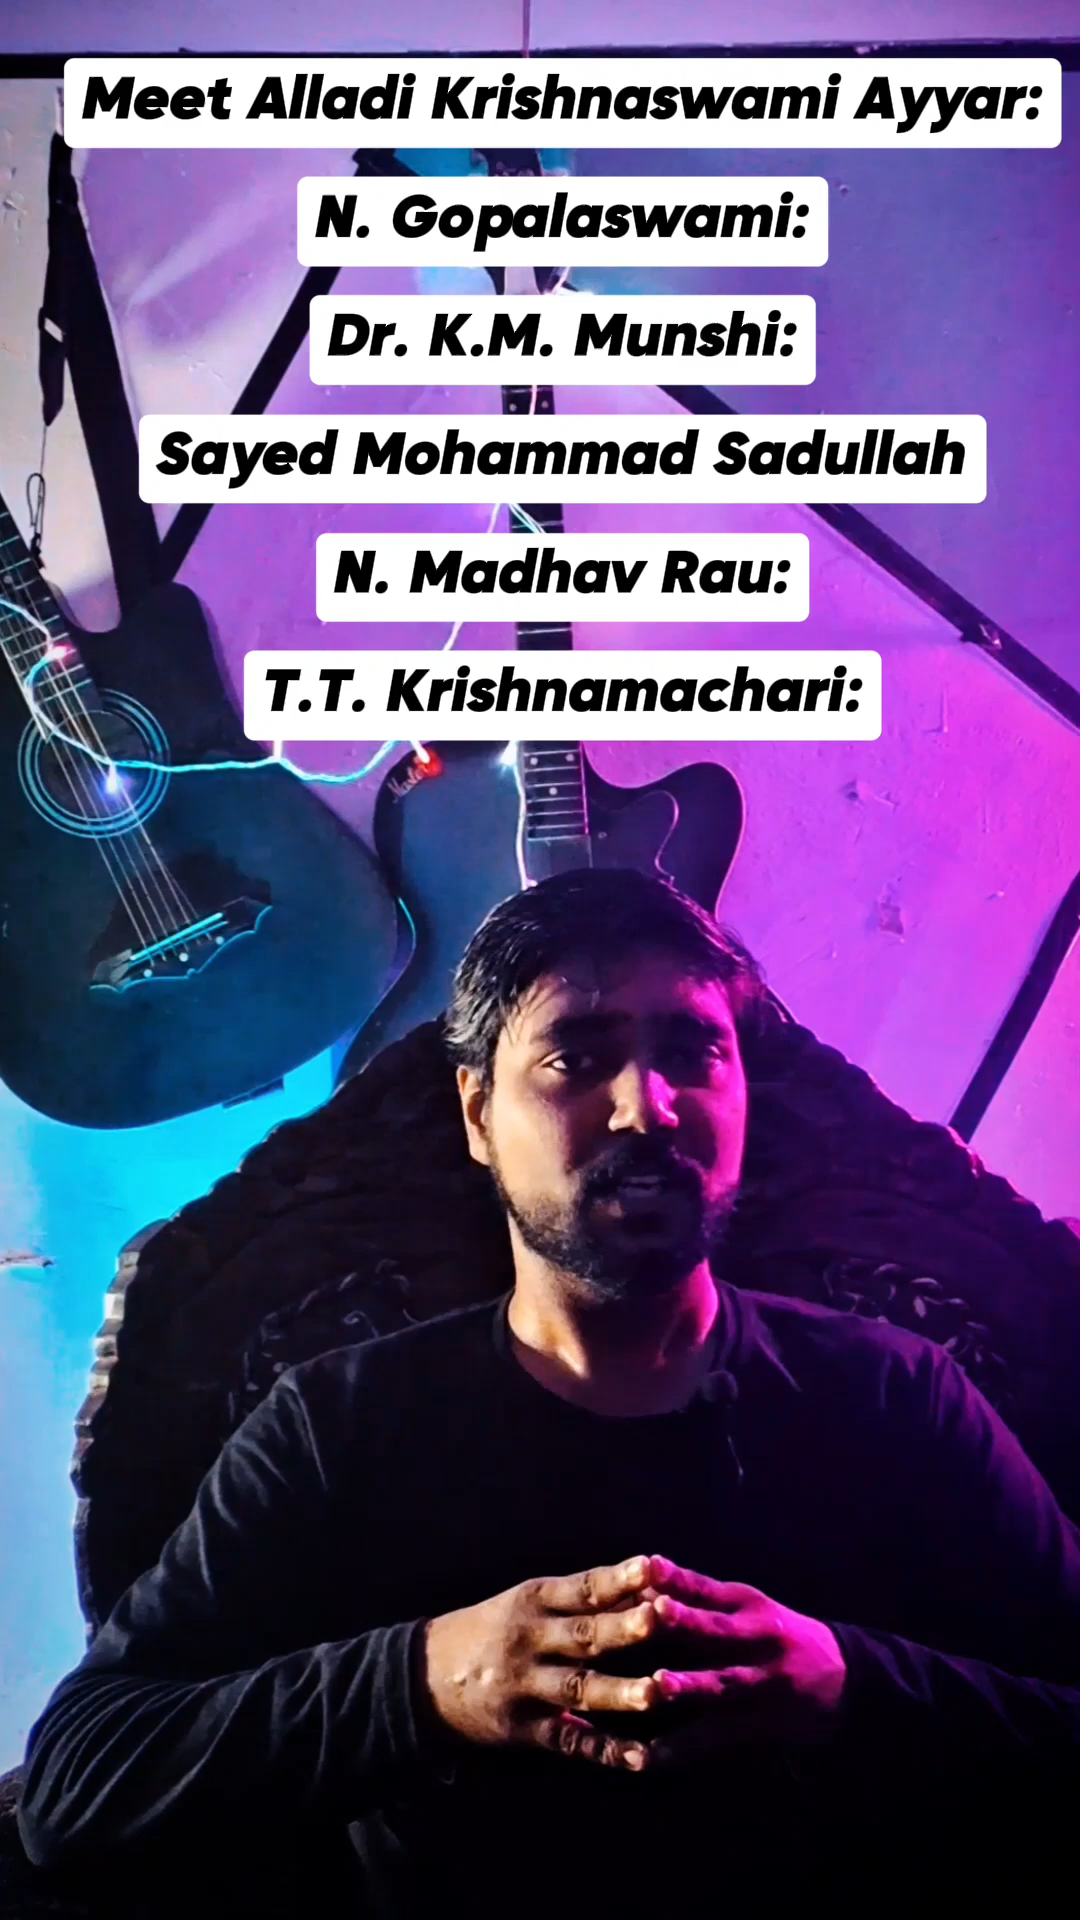 Meet Alladi Krishnaswami Ayyar:
N. Gopalaswami:
Dr. K.M. Munshi:
Sayed Mohammad Sadullah
N. Madhav Rau:
T.T. Krishnamachari: